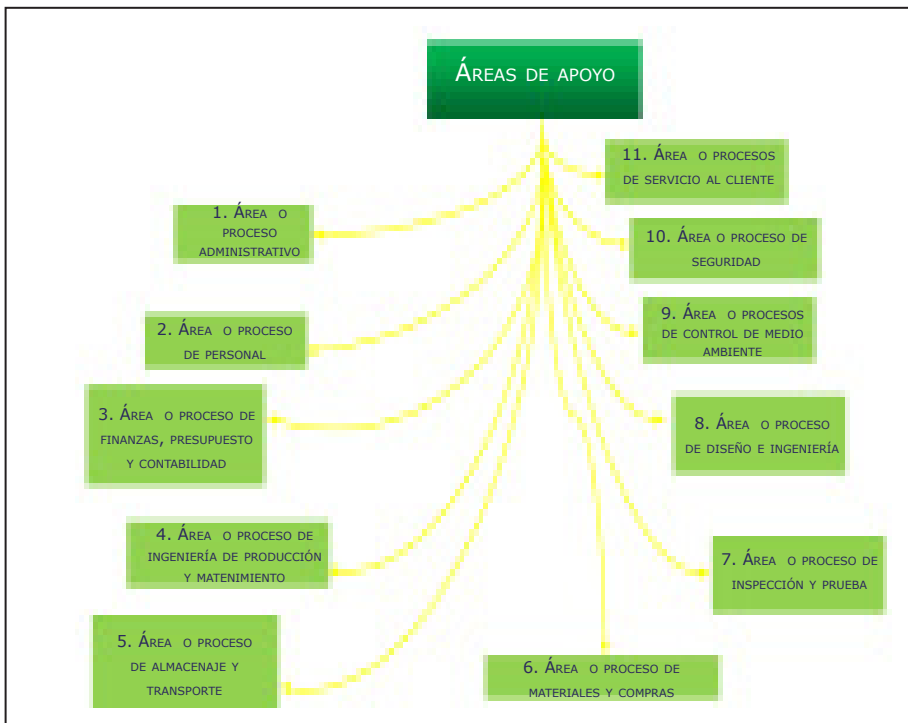 ÁREAS DE APOYO
1. ÁREA O
PROCESO
ADMINISTRATIVO
2. ÁREA O PROCESO
DE PERSONAL
3. ÁREA O PROCESO DE
FINANZAS, PRESUPUESTO
Y CONTABILIDAD
4. ÁREA O PROCESO DE
INGENIERÍA DE PRODUCCIÓN
Y MATENIMIENTO
5. ÁREA O PROCESO
DE ALMACENAJE Y
TRANSPORTE
6. ÁREA O PROCESO DE
MATERIALES Y COMPRAS
7. ÁREA O PROCESO DE
INSPECCIÓN Y PRUEBA
8. ÁREA O PROCESO
DE DISEÑO E INGENIERÍA
9. ÁREA O PROCESOS
DE CONTROL DE MEDIO
AMBIENTE
10. ÁREA O PROCESO DE
SEGURIDAD
11. ÁREA O PROCESOS
DE SERVICIO AL CLIENTE